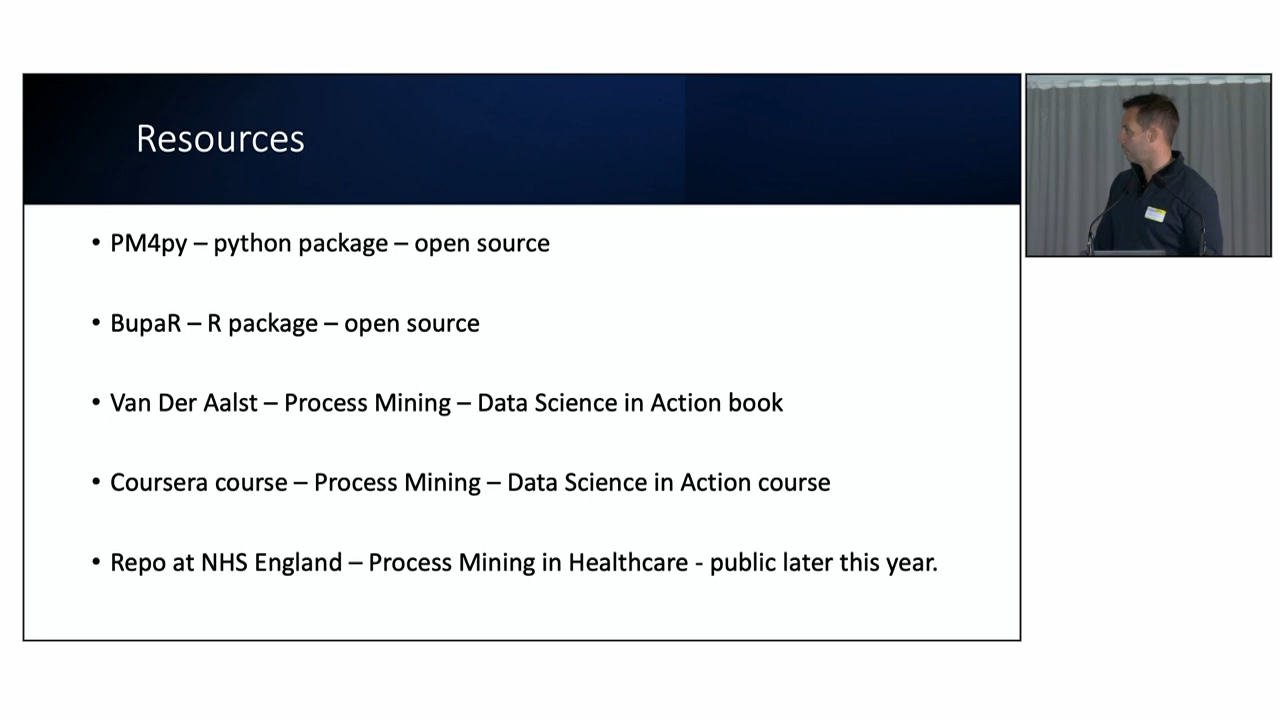 Resources
• PM4py – python package – open source
• BupaR – R package – open source
• Van Der Aalst – Process Mining – Data Science in Action book
• Coursera course – Process Mining – Data Science in Action course
• Repo at NHS England – Process Mining in Healthcare - public later this year.